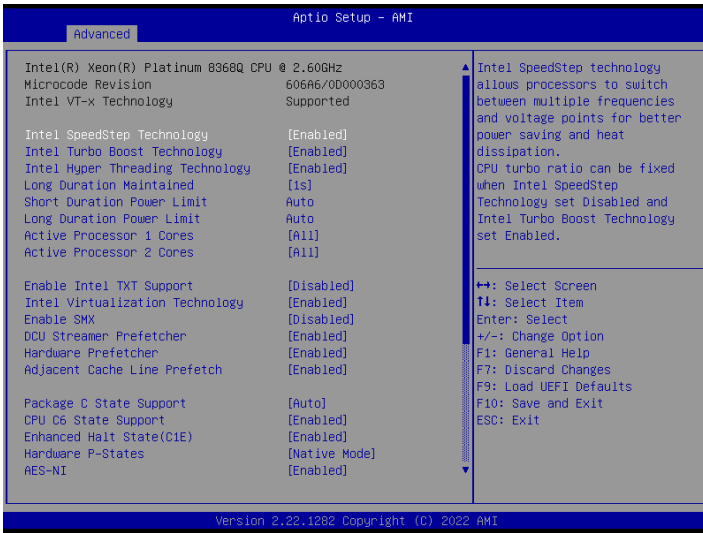 Aptio Setup – AMI
Advanced
Intel(R) Xeon(R) Platinum 8368Q CPU @ 2.60GHz
Microcode Revision 606A6/0D000363
Intel VT-x Technology Supported
Intel SpeedStep Technology [Enabled]
Intel Turbo Boost Technology [Enabled]
Intel Hyper Threading Technology [Enabled]
Long Duration Maintained [1s]
Short Duration Power Limit Auto
Long Duration Power Limit Auto
Active Processor 1 Cores [All]
Active Processor 2 Cores [All]
Enable Intel TXT Support [Disabled]
Intel Virtualization Technology [Enabled]
Enable SMX [Disabled]
DCU Streamer Prefetcher [Enabled]
Hardware Prefetcher [Enabled]
Adjacent Cache Line Prefetch [Enabled]
Package C State Support [Auto]
CPU C6 State Support [Enabled]
Enhanced Halt State(C1E) [Enabled]
Hardware P-States [Native Mode]
AES-NI [Enabled]
Intel SpeedStep technology
allows processors to switch
between multiple frequencies
and voltage points for better
power saving and heat
dissipation.
CPU turbo ratio can be fixed
when Intel SpeedStep
Technology set Disabled and
Intel Turbo Boost Technology
set Enabled.
↔: Select Screen
↑↓: Select Item
Enter: Select
+/-: Change Option
F1: General Help
F7: Discard Changes
F9: Load UEFI Defaults
F10: Save and Exit
ESC: Exit
Version 2.22.1282 Copyright (C) 2022 AMI